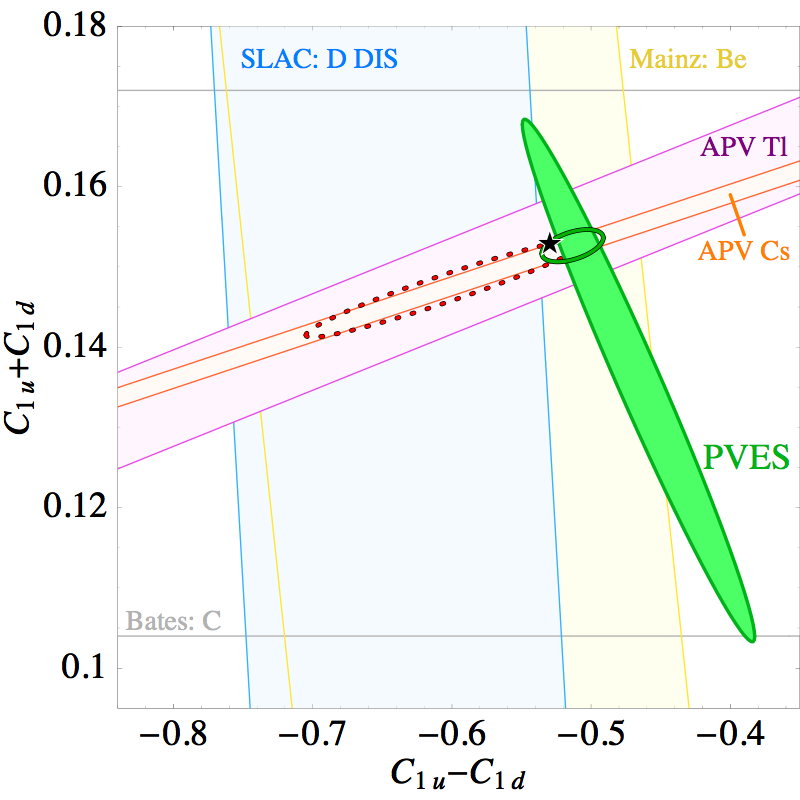 0.18
SLAC: D DIS
Mainz: Be
APV Tl
0.16
APV Cs
0.14
C1u+C1d
PVES
0.12
Bates: C
0.1
−0.8 −0.7 −0.6 −0.5 −0.4
C1u−C1d